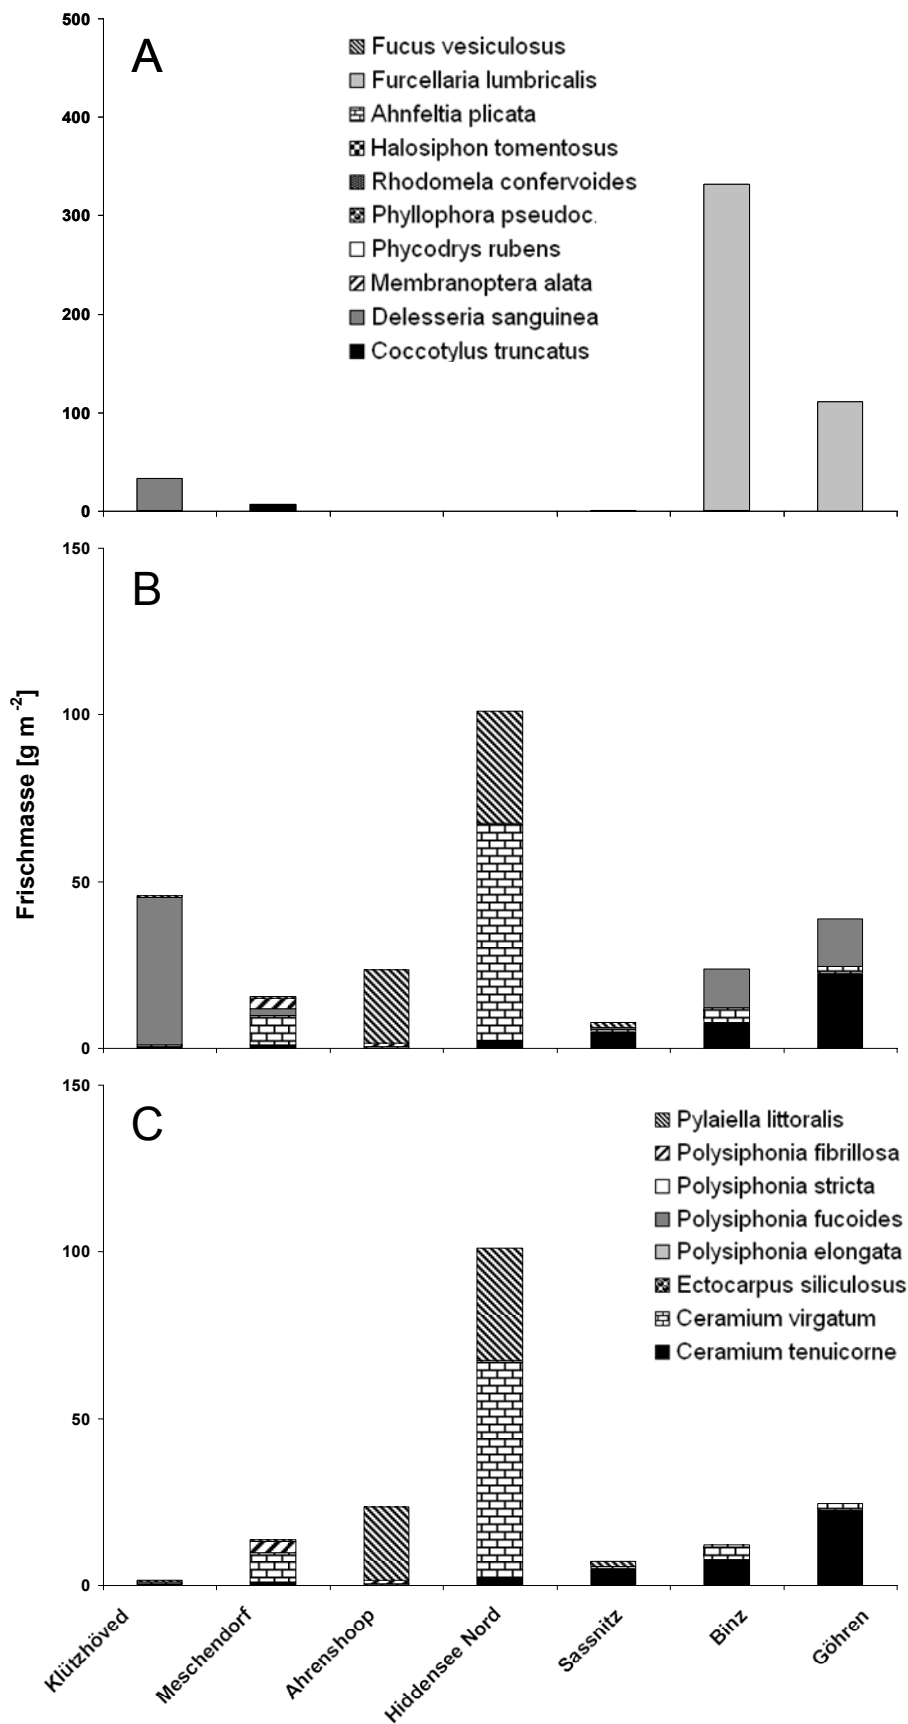 500
A
Fucus vesiculosus
Furcellaria lumbricalis
400
Ahnfeltia plicata
Halosiphon tomentosus
Rhodomela confervoides
300
Phyllophora pseudoc.
Phycodrys rubens
Membranoptera alata
200
Delesseria sanguinea
Coccotylus truncatus
100
0
150
B
100
50
0
Frischmasse [g m⁻²]
150
C
Pylaiella littoralis
Polysiphonia fibrillosa
Polysiphonia stricta
Polysiphonia fucoides
100
Polysiphonia elongata
Ectocarpus siliculosus
Ceramium virgatum
Ceramium tenuicorne
50
0
Klützhöved
Meschendorf
Ahrenshoop
Hiddensee Nord
Sassnitz
Binz
Göhren